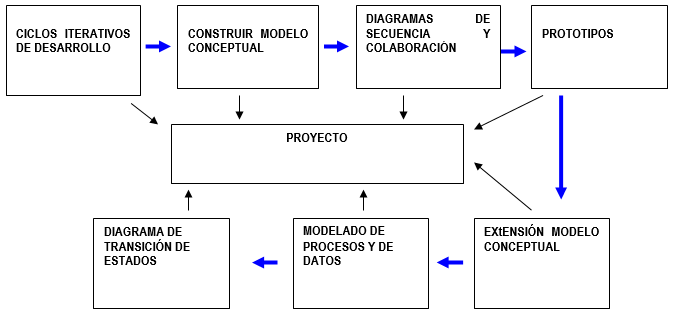 CICLOS ITERATIVOS
DE DESARROLLO
CONSTRUIR MODELO
CONCEPTUAL
DIAGRAMAS DE
SECUENCIA Y
COLABORACIÓN
PROTOTIPOS
PROYECTO
DIAGRAMA DE
TRANSICIÓN DE
ESTADOS
MODELADO DE
PROCESOS Y DE
DATOS
EXtENSIÓN MODELO
CONCEPTUAL